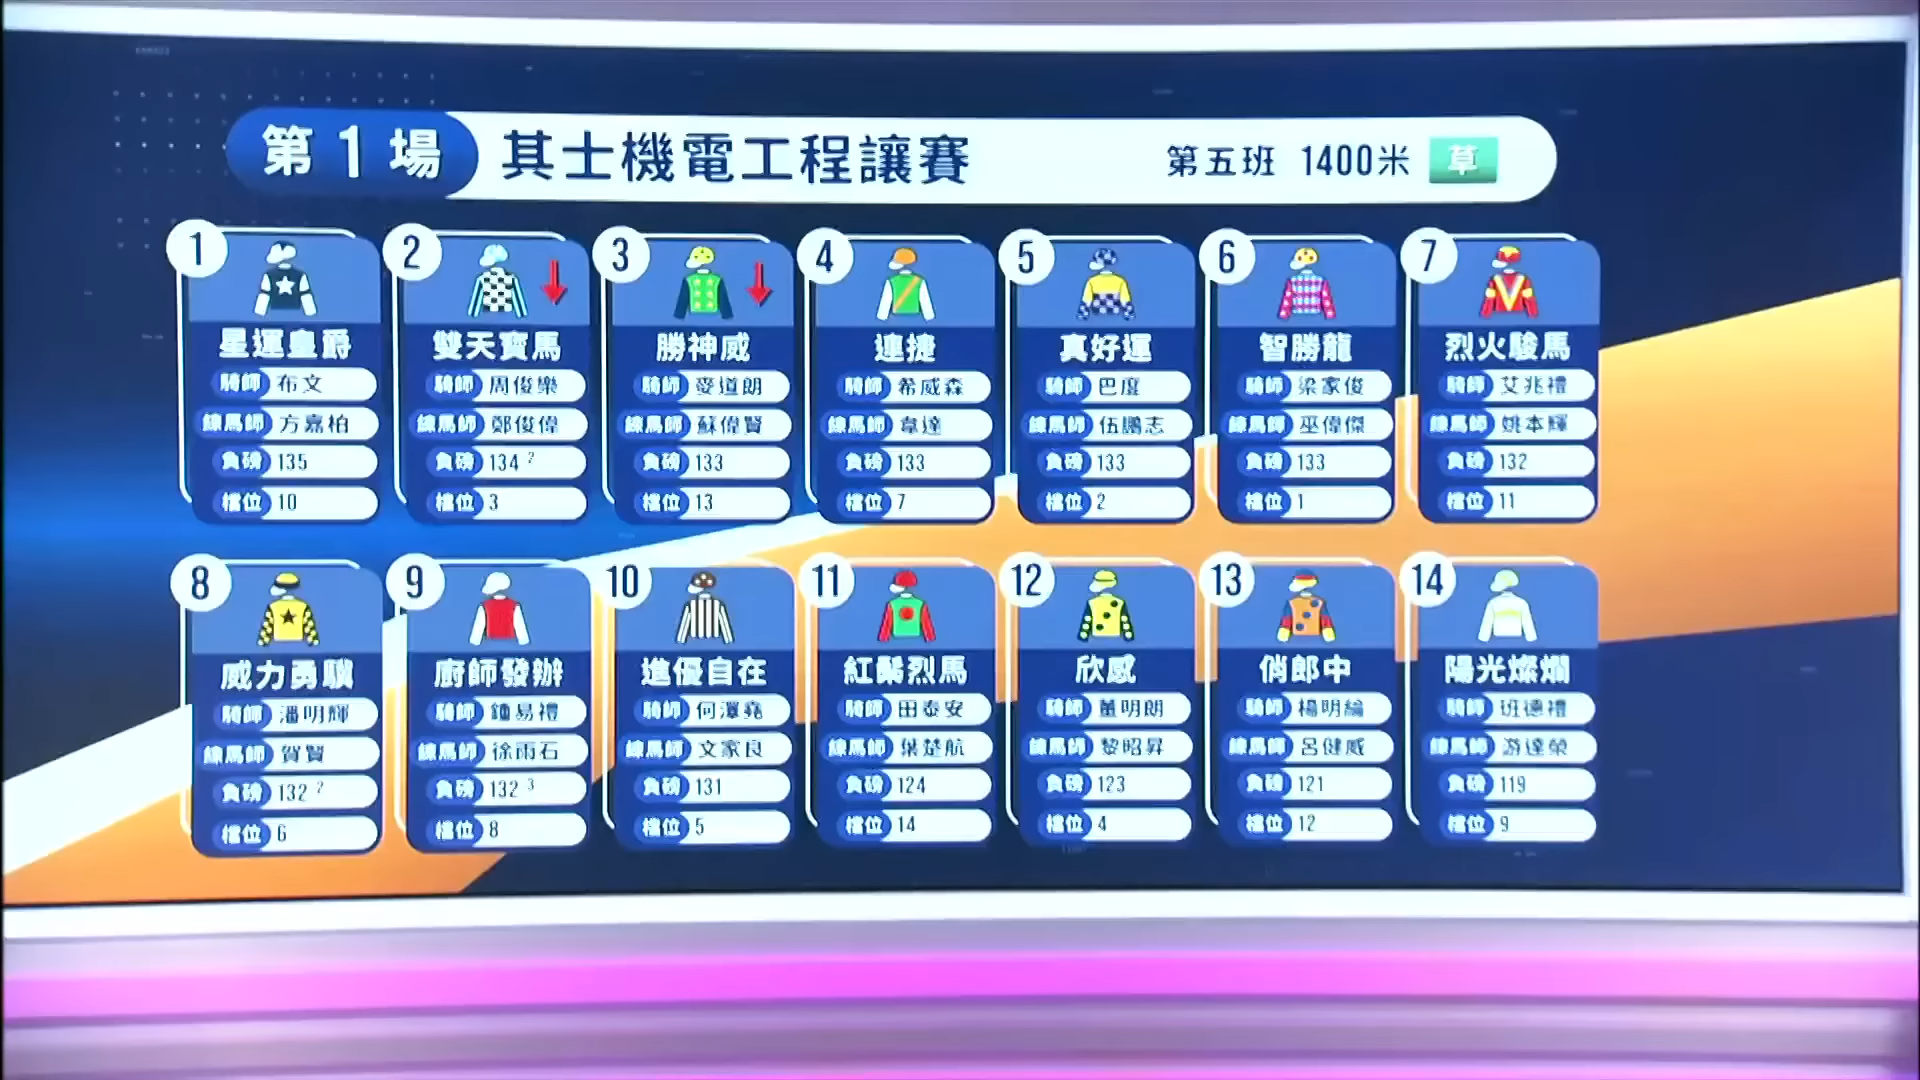 第1場 其士機電工程讓賽 第五班 1400米 草
1 2 3 4 5 6 7
星運皇爵 雙天寶馬 勝神威 連捷 真好運 智勝龍 烈火駿馬
騎師 布文 騎師 周俊樂 騎師 麥道朗 騎師 希威森 騎師 巴度 騎師 梁家俊 騎師 艾兆禮
練馬師 方嘉柏 練馬師 鄭俊偉 練馬師 蘇偉賢 練馬師 韋達 練馬師 伍鵬志 練馬師 巫偉傑 練馬師 姚本輝
負磅 135 負磅 134 2 負磅 133 負磅 133 負磅 133 負磅 133 負磅 132
檔位 10 檔位 3 檔位 13 檔位 7 檔位 2 檔位 1 檔位 11
8 9 10 11 12 13 14
威力勇驥 廚師發辦 進優自在 紅鬃烈馬 欣感 俏郎中 陽光燦爛
騎師 潘明輝 騎師 鍾易禮 騎師 何澤堯 騎師 田泰安 騎師 董明朗 騎師 楊明綸 騎師 班德禮
練馬師 賀賢 練馬師 徐雨石 練馬師 文家良 練馬師 葉楚航 練馬師 黎昭昇 練馬師 呂健威 練馬師 游達榮
負磅 132 2 負磅 132 3 負磅 131 負磅 124 負磅 123 負磅 121 負磅 119
檔位 6 檔位 8 檔位 5 檔位 14 檔位 4 檔位 12 檔位 9